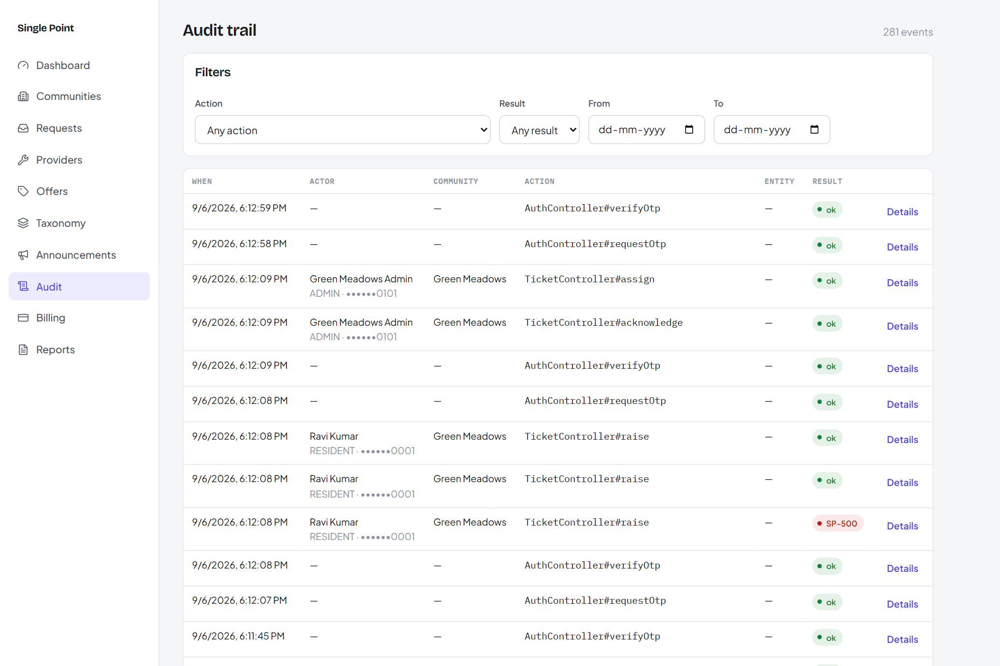 Single Point
Dashboard
Communities
Requests
Providers
Offers
Taxonomy
Announcements
Audit
Billing
Reports
Audit trail
281 events
Filters
Action Result From To
Any action Any result dd-mm-yyyy dd-mm-yyyy
WHEN ACTOR COMMUNITY ACTION ENTITY RESULT
9/6/2026, 6:12:59 PM — — AuthController#verifyOtp — ok Details
9/6/2026, 6:12:58 PM — — AuthController#requestOtp — ok Details
9/6/2026, 6:12:09 PM Green Meadows Admin Green Meadows TicketController#assign — ok Details
ADMIN · ••••••0101
9/6/2026, 6:12:09 PM Green Meadows Admin Green Meadows TicketController#acknowledge — ok Details
ADMIN · ••••••0101
9/6/2026, 6:12:09 PM — — AuthController#verifyOtp — ok Details
9/6/2026, 6:12:08 PM — — AuthController#requestOtp — ok Details
9/6/2026, 6:12:08 PM Ravi Kumar Green Meadows TicketController#raise — ok Details
RESIDENT · ••••••0001
9/6/2026, 6:12:08 PM Ravi Kumar Green Meadows TicketController#raise — ok Details
RESIDENT · ••••••0001
9/6/2026, 6:12:08 PM Ravi Kumar Green Meadows TicketController#raise — SP-500 Details
RESIDENT · ••••••0001
9/6/2026, 6:12:08 PM — — AuthController#verifyOtp — ok Details
9/6/2026, 6:12:07 PM — — AuthController#requestOtp — ok Details
9/6/2026, 6:11:45 PM — — AuthController#verifyOtp — ok Details